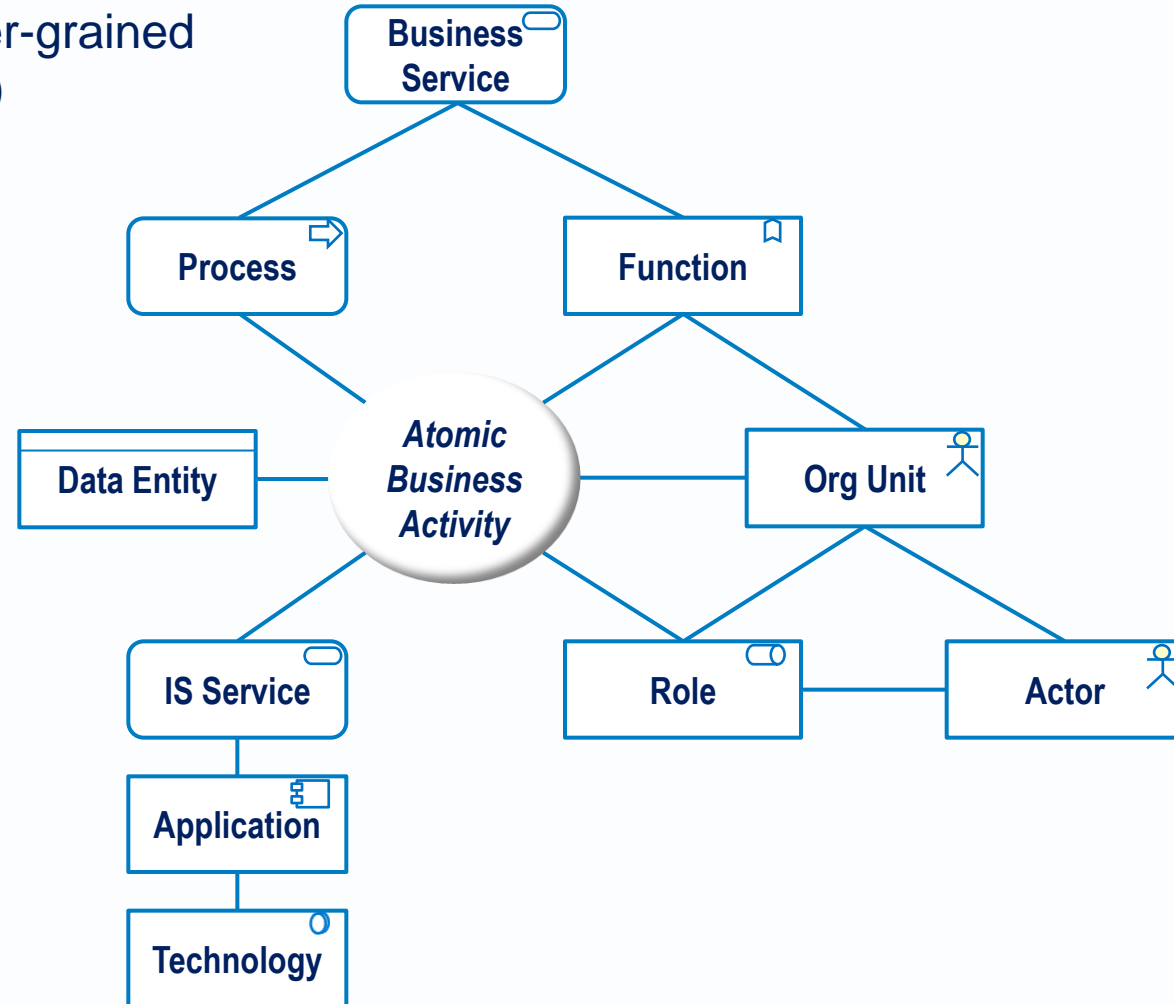 er-grained
)
Business
Service
Process
Function
Atomic
Business
Activity
Data Entity
Org Unit
IS Service
Role
Actor
Application
Technology